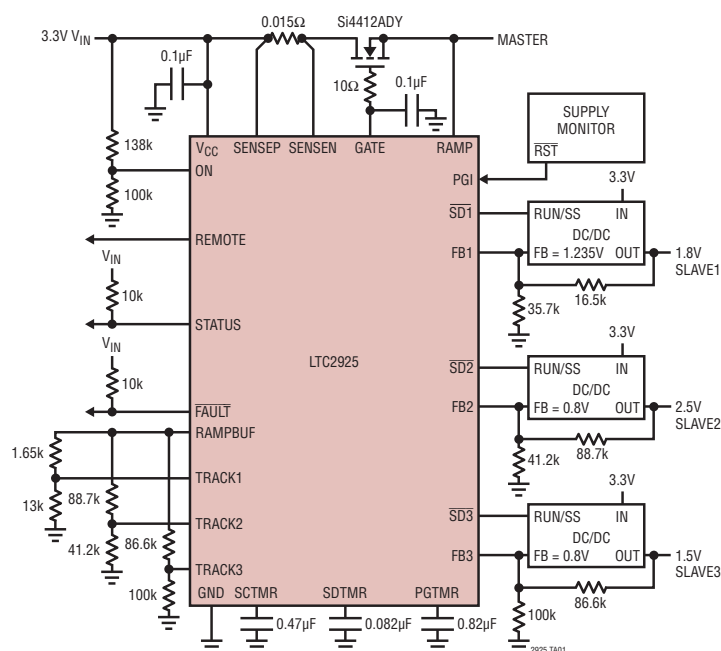 0.015Ω
Si4412ADY
3.3V VIN
MASTER
0.1µF
10Ω
0.1µF
138k
100k
VCC
SENSEP
SENSEN
GATE
RAMP
ON
PGI
SUPPLY
MONITOR
RST
REMOTE
SD1
FB1
3.3V
RUN/SS
IN
DC/DC
FB = 1.235V
OUT
1.8V
SLAVE1
16.5k
35.7k
VIN
10k
STATUS
LTC2925
VIN
10k
FAULT
SD2
FB2
3.3V
RUN/SS
IN
DC/DC
FB = 0.8V
OUT
2.5V
SLAVE2
88.7k
41.2k
RAMPBUF
1.65k
TRACK1
13k
88.7k
TRACK2
41.2k
86.6k
TRACK3
100k
SD3
FB3
3.3V
RUN/SS
IN
DC/DC
FB = 0.8V
OUT
1.5V
SLAVE3
86.6k
100k
GND
SCTMR
SDTMR
PGTMR
0.47µF
0.082µF
0.82µF
2925 TA01